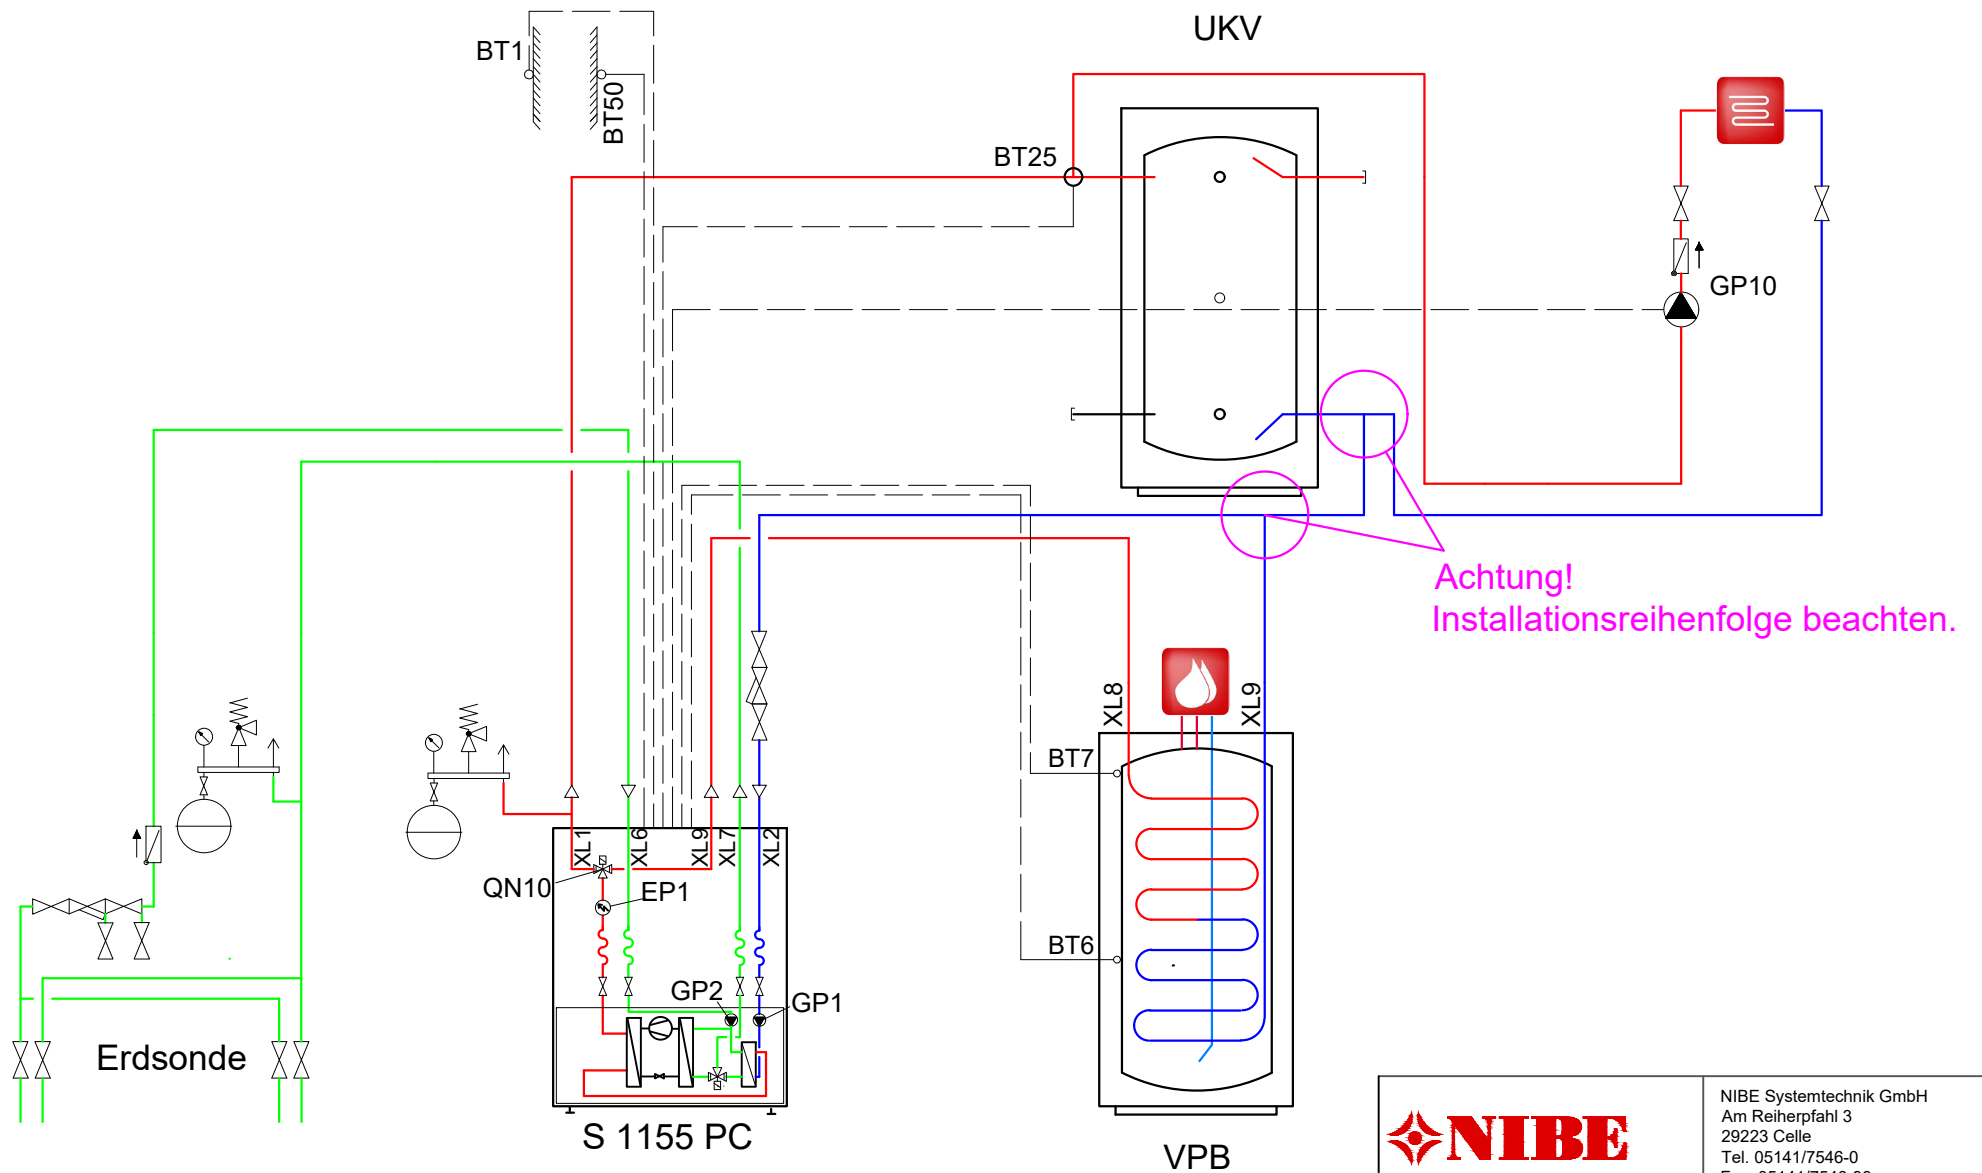 UKV
BT1
BT50
BT25
GP10
Achtung!
Installationsreihenfolge beachten.
XL8
XL9
BT7
BT6
XL1
XL6
XL9
XL7
XL2
QN10
EP1
GP2
GP1
Erdsonde
S 1155 PC
VPB
NIBE
NIBE Systemtechnik GmbH
Am Reiherpfahl 3
29223 Celle
Tel. 05141/7546-0